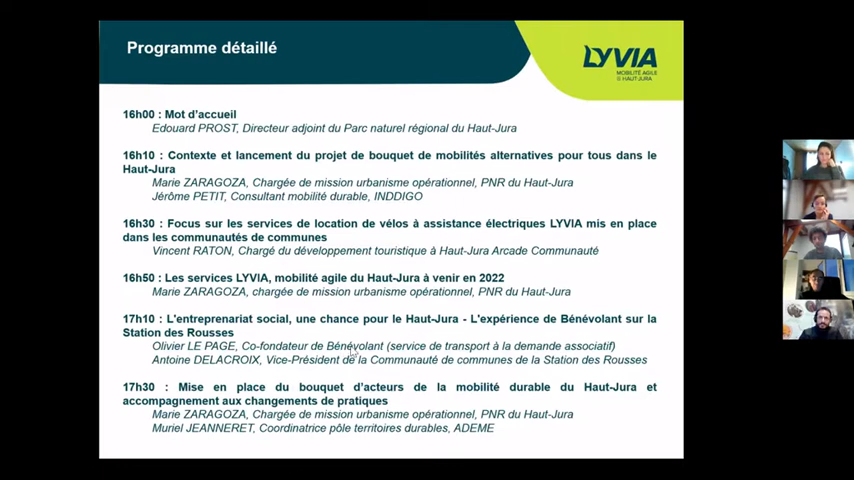 Programme détaillé
LYVIA
MOBILITÉ AGILE
HAUT-JURA
16h00 : Mot d'accueil
Edouard PROST, Directeur adjoint du Parc naturel régional du Haut-Jura
16h10 : Contexte et lancement du projet de bouquet de mobilités alternatives pour tous dans le
Haut-Jura
Marie ZARAGOZA, Chargée de mission urbanisme opérationnel, PNR du Haut-Jura
Jérôme PETIT, Consultant mobilité durable, INDDIGO
16h30 : Focus sur les services de location de vélos à assistance électriques LYVIA mis en place
dans les communautés de communes
Vincent RATON, Chargé du développement touristique à Haut-Jura Arcade Communauté
16h50 : Les services LYVIA, mobilité agile du Haut-Jura à venir en 2022
Marie ZARAGOZA, chargée de mission urbanisme opérationnel, PNR du Haut-Jura
17h10 : L'entreprenariat social, une chance pour le Haut-Jura - L'expérience de Bénévolant sur la
Station des Rousses
Olivier LE PAGE, Co-fondateur de Bénévolant (service de transport à la demande associatif)
Antoine DELACROIX, Vice-Président de la Communauté de communes de la Station des Rousses
17h30 : Mise en place du bouquet d'acteurs de la mobilité durable du Haut-Jura et
accompagnement aux changements de pratiques
Marie ZARAGOZA, Chargée de mission urbanisme opérationnel, PNR du Haut-Jura
Muriel JEANNERET, Coordinatrice pôle territoires durables, ADEME